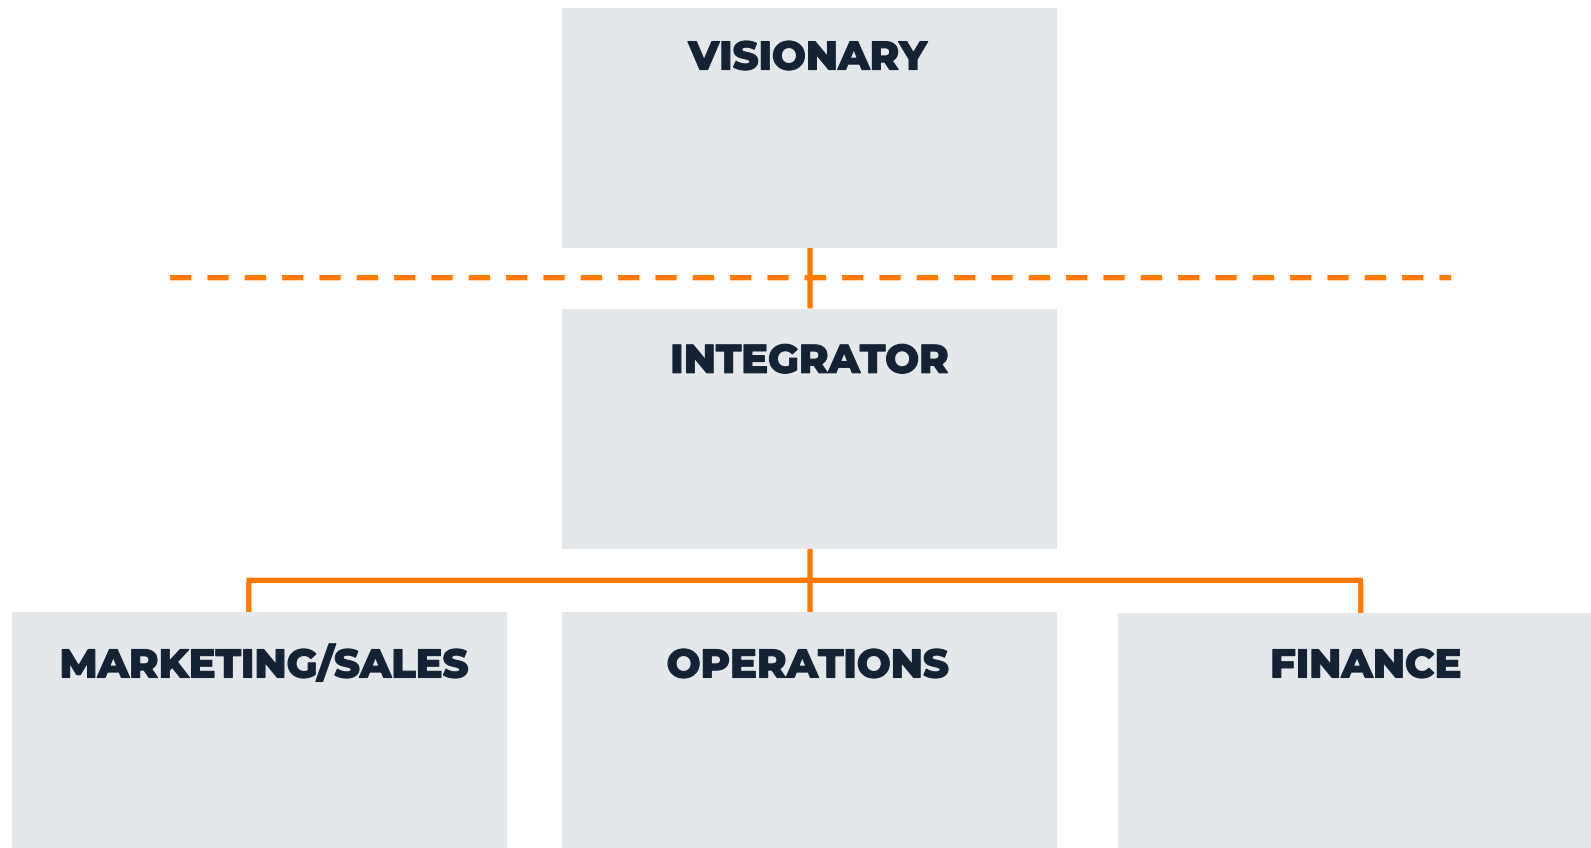 VISIONARY
INTEGRATOR
MARKETING/SALES
OPERATIONS
FINANCE